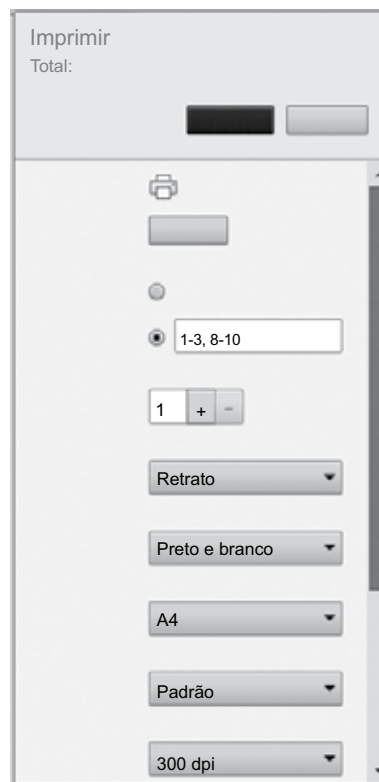 Imprimir
Total:
1-3, 8-10
1 + -
Retrato
Preto e branco
A4
Padrão
300 dpi